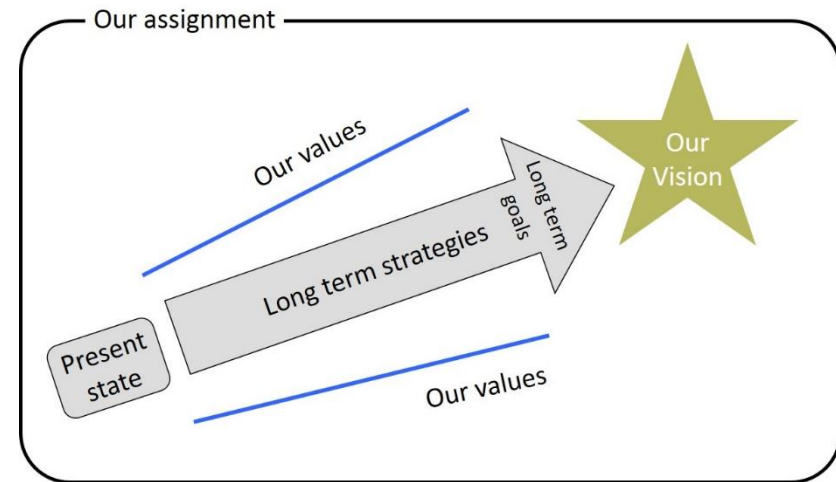 Our assignment
Our values
Our
Vision
Long term
goals
Long term strategies
Present
state
Our values